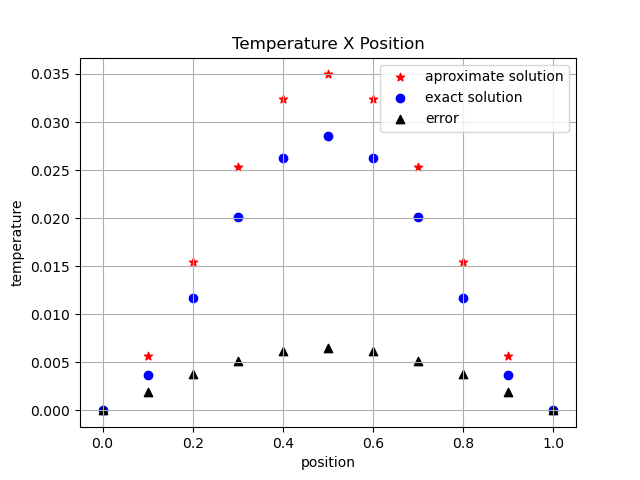 Temperature X Position
aproximate solution
exact solution
error
temperature
0.035
0.030
0.025
0.020
0.015
0.010
0.005
0.000
0.0 0.2 0.4 0.6 0.8 1.0
position